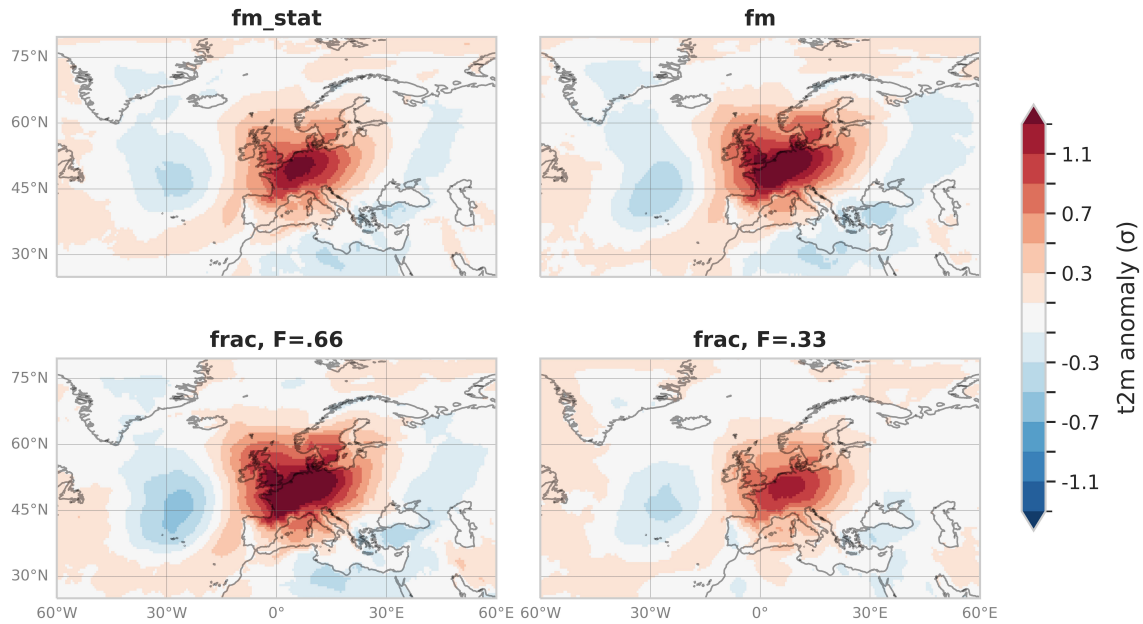 fm_stat
fm
75°N
60°N
45°N
30°N
frac, F=.66
frac, F=.33
75°N
60°N
45°N
30°N
60°W 30°W 0° 30°E 60°E
60°W 30°W 0° 30°E 60°E
1.1
0.7
0.3
-0.3
-0.7
-1.1
t2m anomaly (σ)